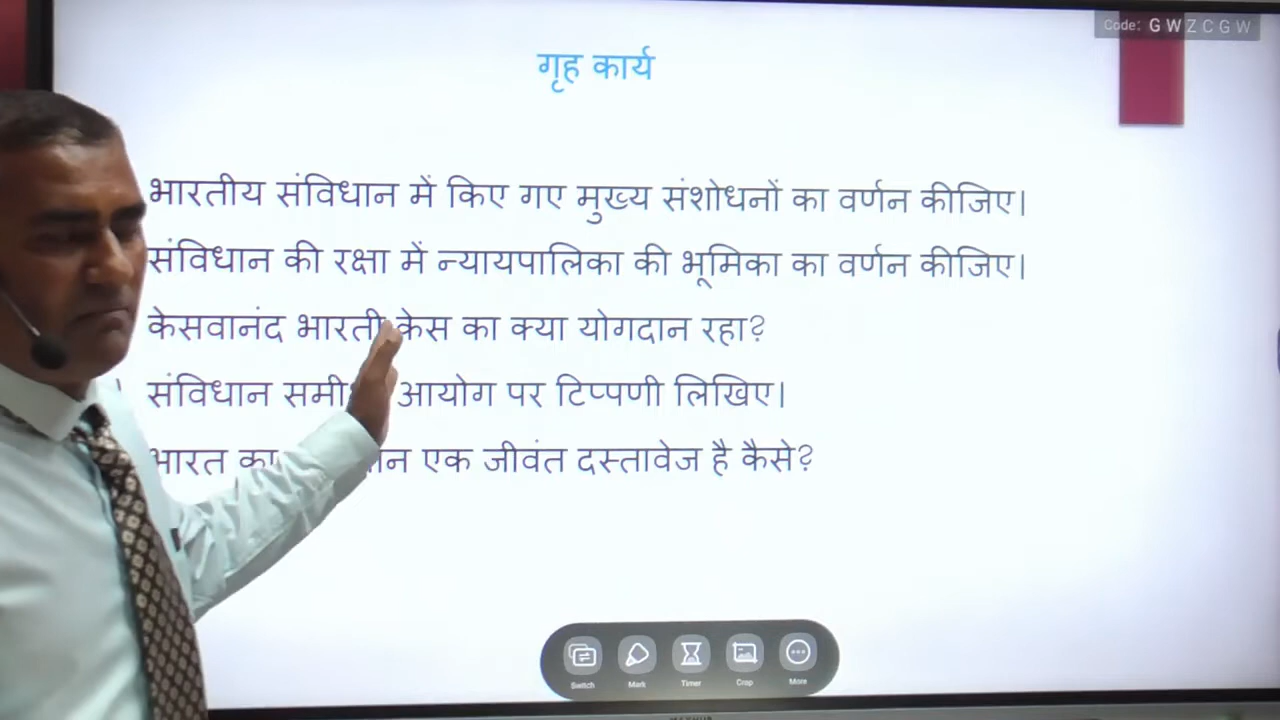 Code: GWZCGW
गृह कार्य
भारतीय संविधान में किए गए मुख्य संशोधनों का वर्णन कीजिए।
संविधान की रक्षा में न्यायपालिका की भूमिका का वर्णन कीजिए।
केसवानंद भारती केस का क्या योगदान रहा?
संविधान आयोग पर टिप्पणी लिखिए।
भारत का एक जीवंत दस्तावेज है कैसे?
Switch Mark Timer Crop More